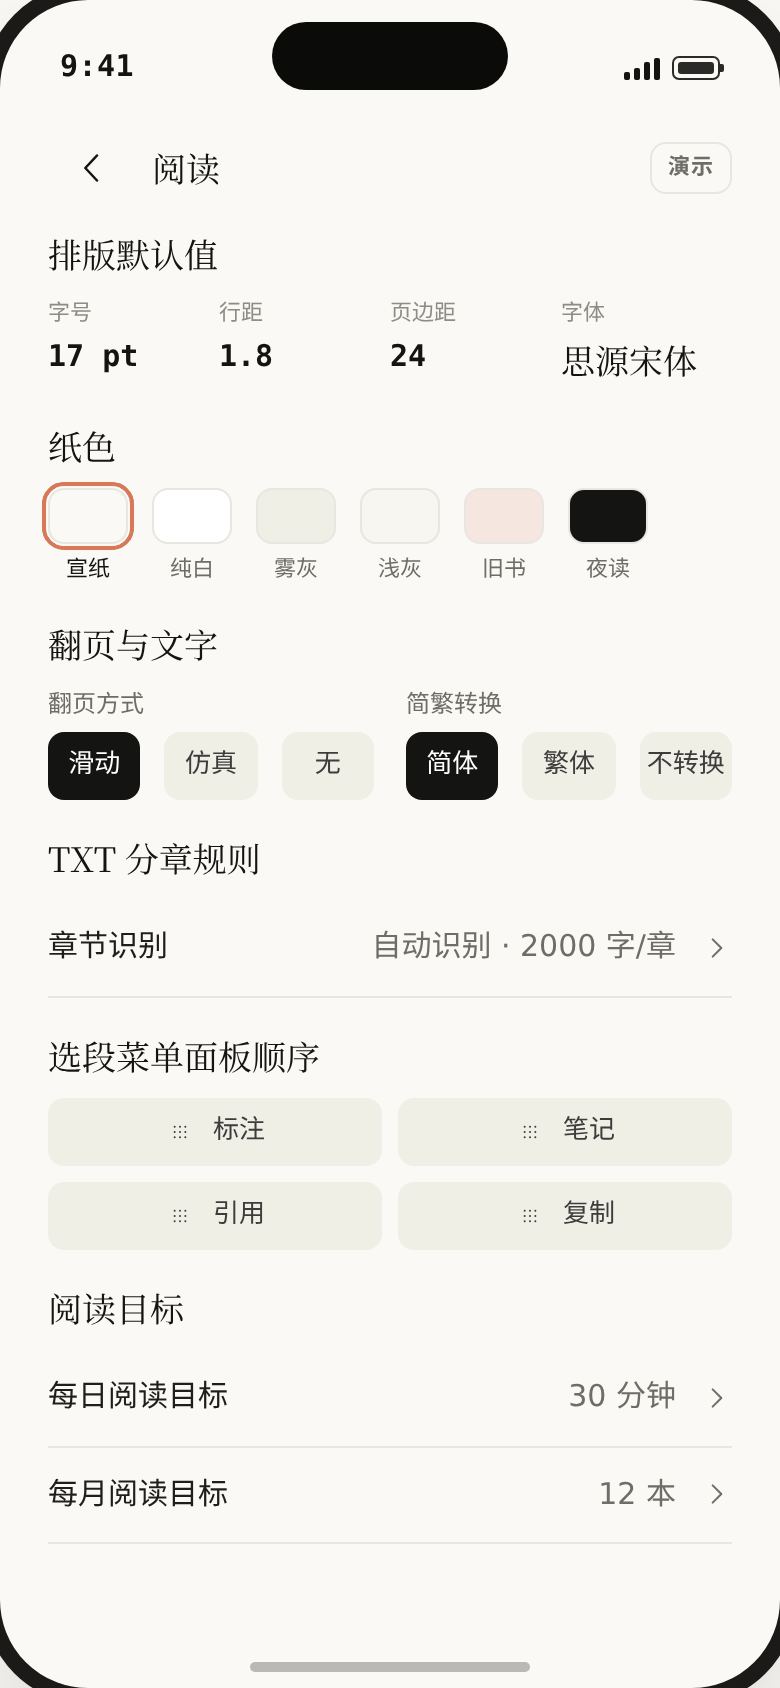 9:41
阅读
演示
排版默认值
字号 行距 页边距 字体
17 pt 1.8 24 思源宋体
纸色
宣纸 纯白 雾灰 浅灰 旧书 夜读
翻页与文字
翻页方式 简繁转换
滑动 仿真 无 简体 繁体 不转换
TXT 分章规则
章节识别 自动识别 · 2000 字/章
选段菜单面板顺序
标注 笔记
引用 复制
阅读目标
每日阅读目标 30 分钟
每月阅读目标 12 本